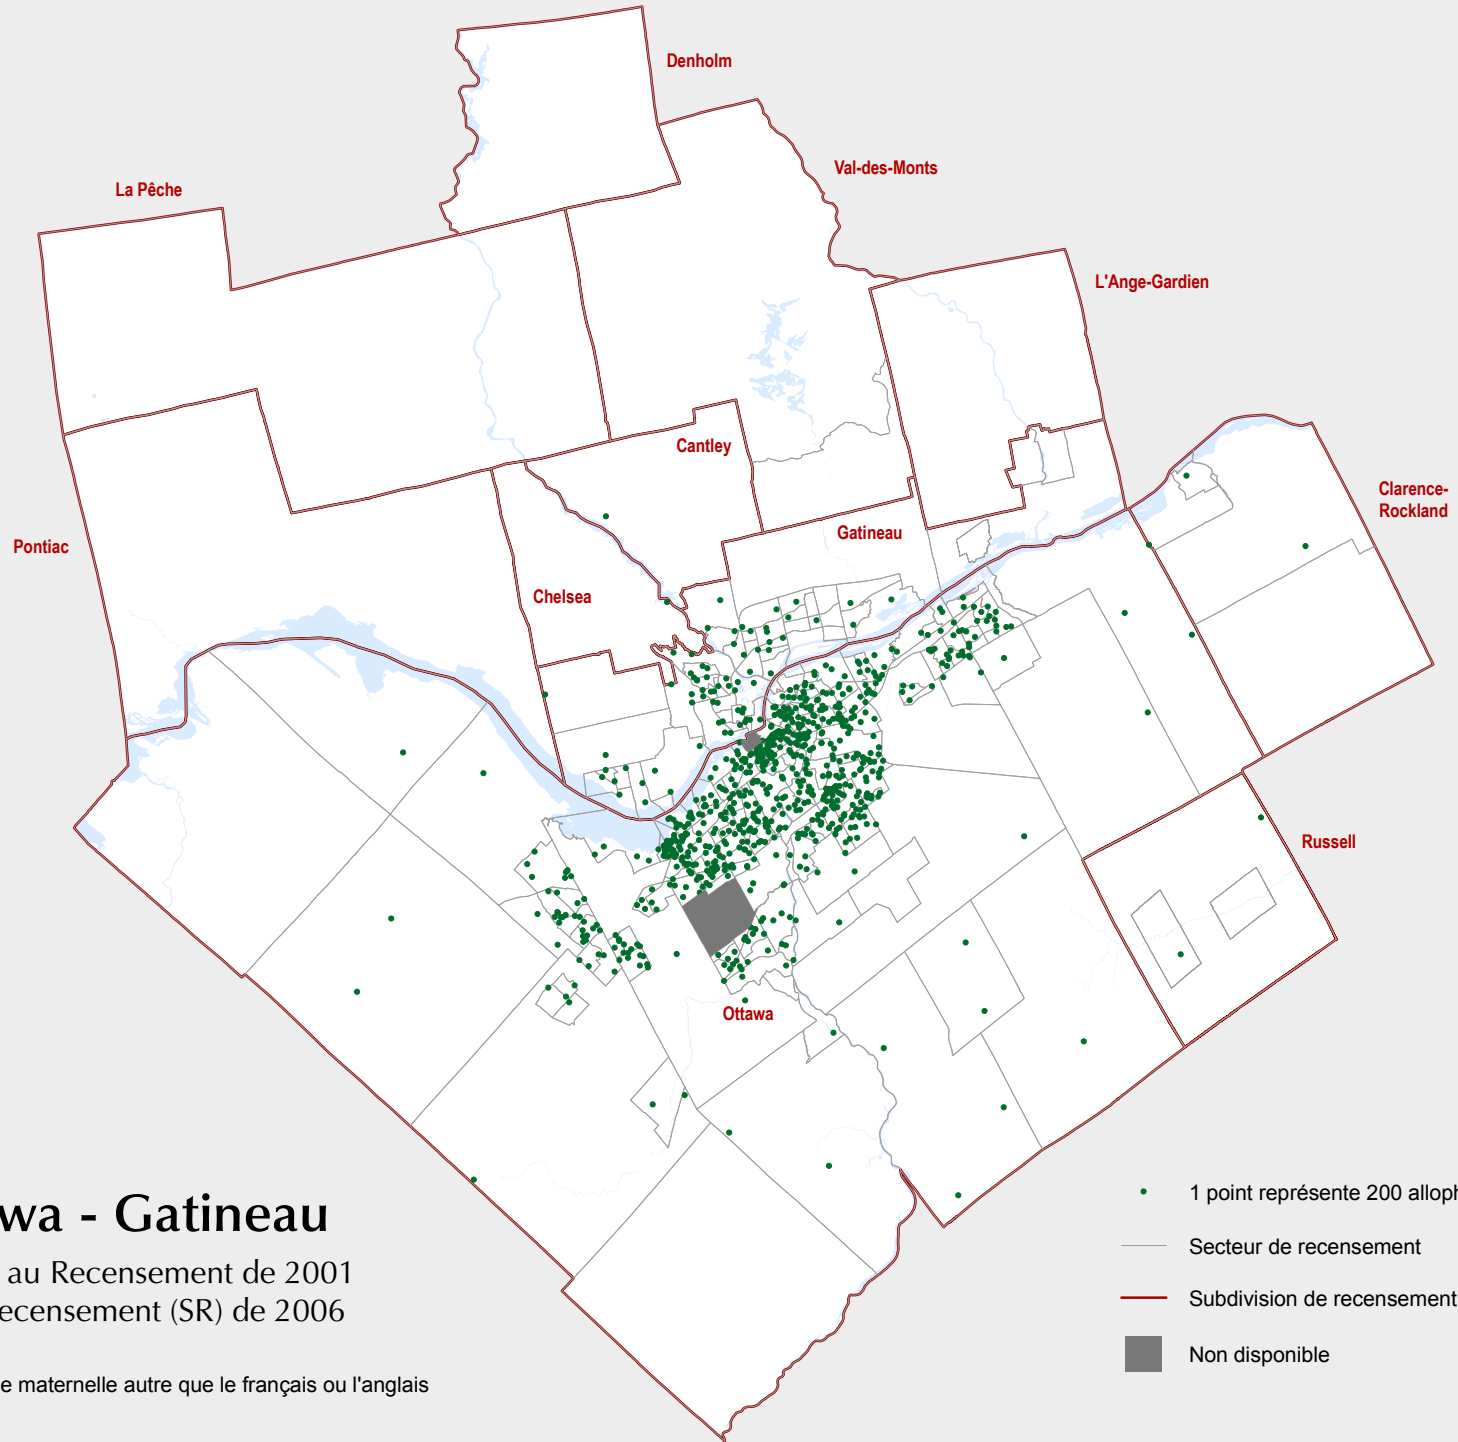 Denholm
Val-des-Monts
La Pêche
L'Ange-Gardien
Cantley
Clarence-
Rockland
Gatineau
Pontiac
Chelsea
Russell
Ottawa
wa - Gatineau
au Recensement de 2001
ecensement (SR) de 2006
e maternelle autre que le français ou l'anglais
1 point représente 200 alloph
Secteur de recensement
Subdivision de recensement
Non disponible